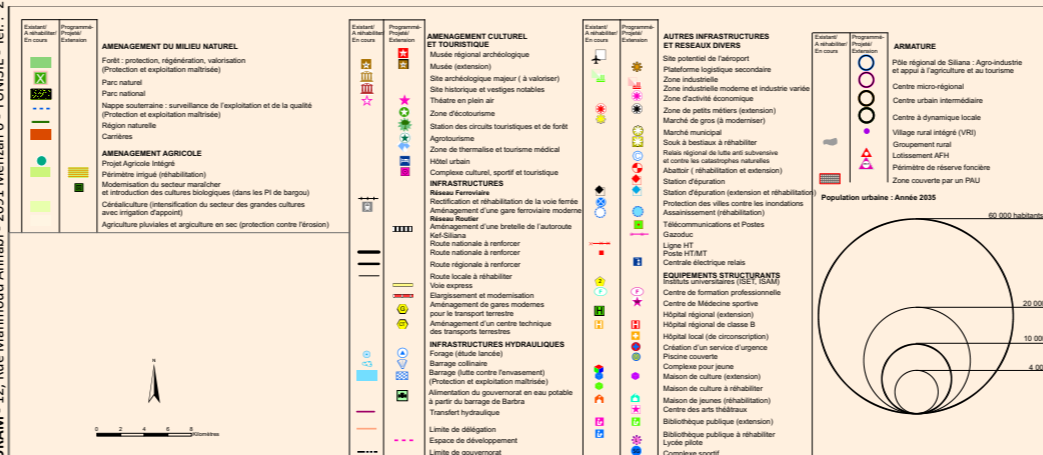 Existant/
A réhabiliter/
En cours
Programmé-
Projeté/
Extension
AMENAGEMENT DU MILIEU NATUREL
Forêt : protection, régénération, valorisation
(Protection et exploitation maîtrisée)
Parc naturel
Parc national
Nappe souterraine : surveillance de l'exploitation et de la qualité
(Protection et exploitation maîtrisée)
Région naturelle
Carrières
AMENAGEMENT AGRICOLE
Projet Agricole Intégré
Périmètre irrigué (réhabilitation)
Modernisation du secteur maraîcher
et introduction des cultures biologiques (dans les PI de bargou)
Céréaliculture (intensification du secteur des grandes cultures
avec irrigation d'appoint)
Agriculture pluviales et argiculture en sec (protection contre l'érosion)
N
0 2 4 6 8
Kilomètres
Existant/
A réhabiliter/
En cours
Programmé-
Projeté/
Extension
AMENAGEMENT CULTUREL
ET TOURISTIQUE
Musée régional archéologique
Musée (extension)
Site archéologique majeur ( à valoriser)
Site historique et vestiges notables
Théatre en plein air
Zone d'écotourisme
Station des circuits touristiques et de forêt
Agrotourisme
Zone de thermalise et tourisme médical
Hôtel urbain
Complexe culturel, sportif et touristique
INFRASTRUCTURES
Réseau Ferroviaire
Rectification et réhabilitation de la voie ferrée
Aménagement d'une gare ferroviaire moderne
Réseau Routier
Aménagement d'une bretelle de l'autoroute
Kef-Siliana
Route nationale à renforcer
Route nationale à renforcer
Route régionale à renforcer
Route locale à réhabiliter
Voie express
Elargissement et modernisation
Aménagement de gares modernes
pour le transport terrestre
Aménagement d'un centre technique
des transports terrestres
INFRASTRUCTURES HYDRAULIQUES
Forage (étude lancée)
Barrage collinaire
Barrage (lutte contre l'envasement)
(Protection et exploitation maîtrisée)
Alimentation du gouvernorat en eau potable
à partir du barrage de Barbra
Transfert hydraulique
Limite de délégation
Espace de développement
Limite de gouvernorat
Existant/
A réhabiliter/
En cours
Programmé-
Projeté/
Extension
AUTRES INFRASTRUCTURES
ET RESEAUX DIVERS
Site potentiel de l'aéroport
Plateforme logistique secondaire
Zone industrielle
Zone industrielle moderne et industrie variée
Zone d'activité économique
Zone de petits métiers (extension)
Marché de gros (à moderniser)
Marché municipal
Souk à bestiaux à réhabiliter
Relais régional de lutte anti subversive
et contre les catastrophes naturelles
Abattoir ( réhabilitation et extension)
Station d'épuration
Station d'épuration (extension et réhabilitation)
Protection des villes contre les inondations
Assainissement (réhabilitation)
Télécommunications et Postes
Gazoduc
Ligne HT
Poste HT/MT
Centrale électrique relais
EQUIPEMENTS STRUCTURANTS
Instituts universitaires (ISET, ISAM)
Centre de formation professionelle
Centre de Médecine sportive
Hôpital régional (extension)
Hôpital régional de classe B
Hôpital local (de circonscription)
Création d'un service d'urgence
Piscine couverte
Complexe pour jeune
Maison de culture (extension)
Maison de culture à réhabiliter
Maison de jeunes (réhabilitation)
Centre des arts théâtraux
Bibliothèque publique (extension)
Bibliothèque publique à réhabiliter
Lycée pilote
Complexe sportif
Existant/
A réhabiliter/
En cours
Programmé-
Projeté/
Extension
ARMATURE
Pôle régional de Siliana : Agro-industrie
et appui à l'agriculture et au tourisme
Centre micro-régional
Centre urbain intermédiaire
Centre à dynamique locale
Village rural intégré (VRI)
Groupement rural
Lotissement AFH
Périmètre de réserve foncière
Zone couverte par un PAU
Population urbaine : Année 2035
60 000 habitants
20 000
10 000
4 00